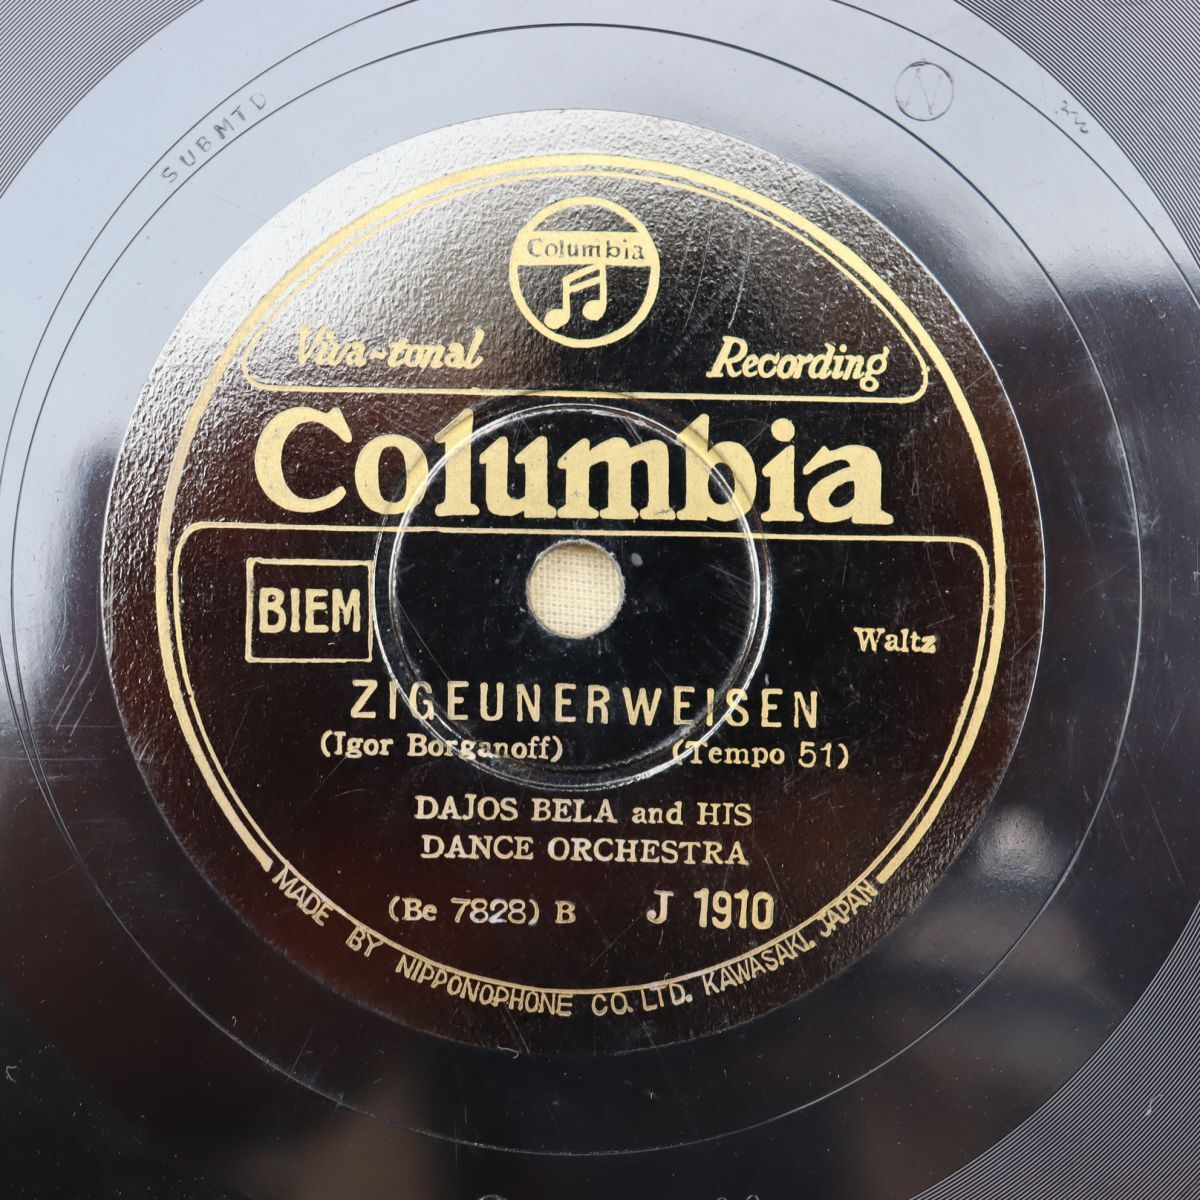 SUBMTD
N
Columbia
Viva-tonal Recording
Columbia
BIEM
Waltz
ZIGEUNERWEISEN
(Igor Borganoff) (Tempo 51)
DAJOS BELA and HIS
DANCE ORCHESTRA
(Be 7828) B J 1910
MADE BY NIPPONOPHONE CO. LTD. KAWASAKI. JAPAN